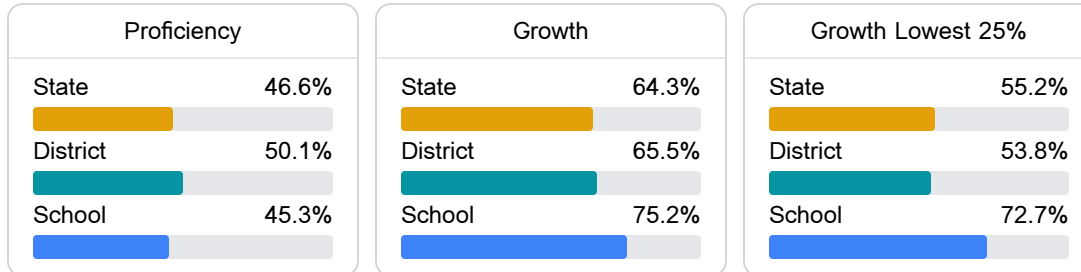 Proficiency
State 46.6%
District 50.1%
School 45.3%
Growth
State 64.3%
District 65.5%
School 75.2%
Growth Lowest 25%
State 55.2%
District 53.8%
School 72.7%